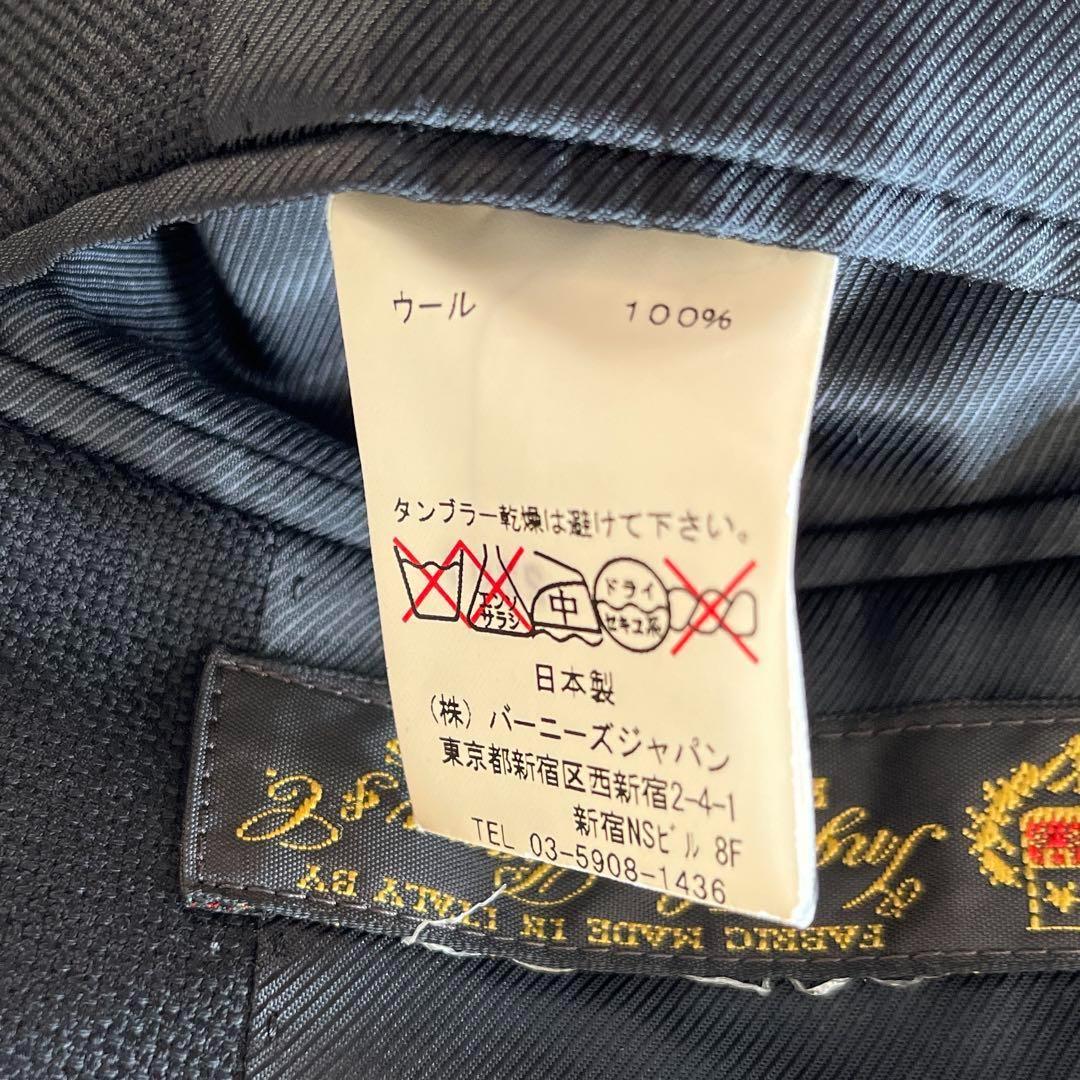 ウール 100%
タンブラー乾燥は避けて下さい。
エンソ
サラシ
中
ドライ
セキユ系
日本製
(株) バーニーズジャパン
東京都新宿区西新宿2-4-1
新宿NSビル 8F
TEL 03-5908-1436
FABRIC MADE IN ITALY BY